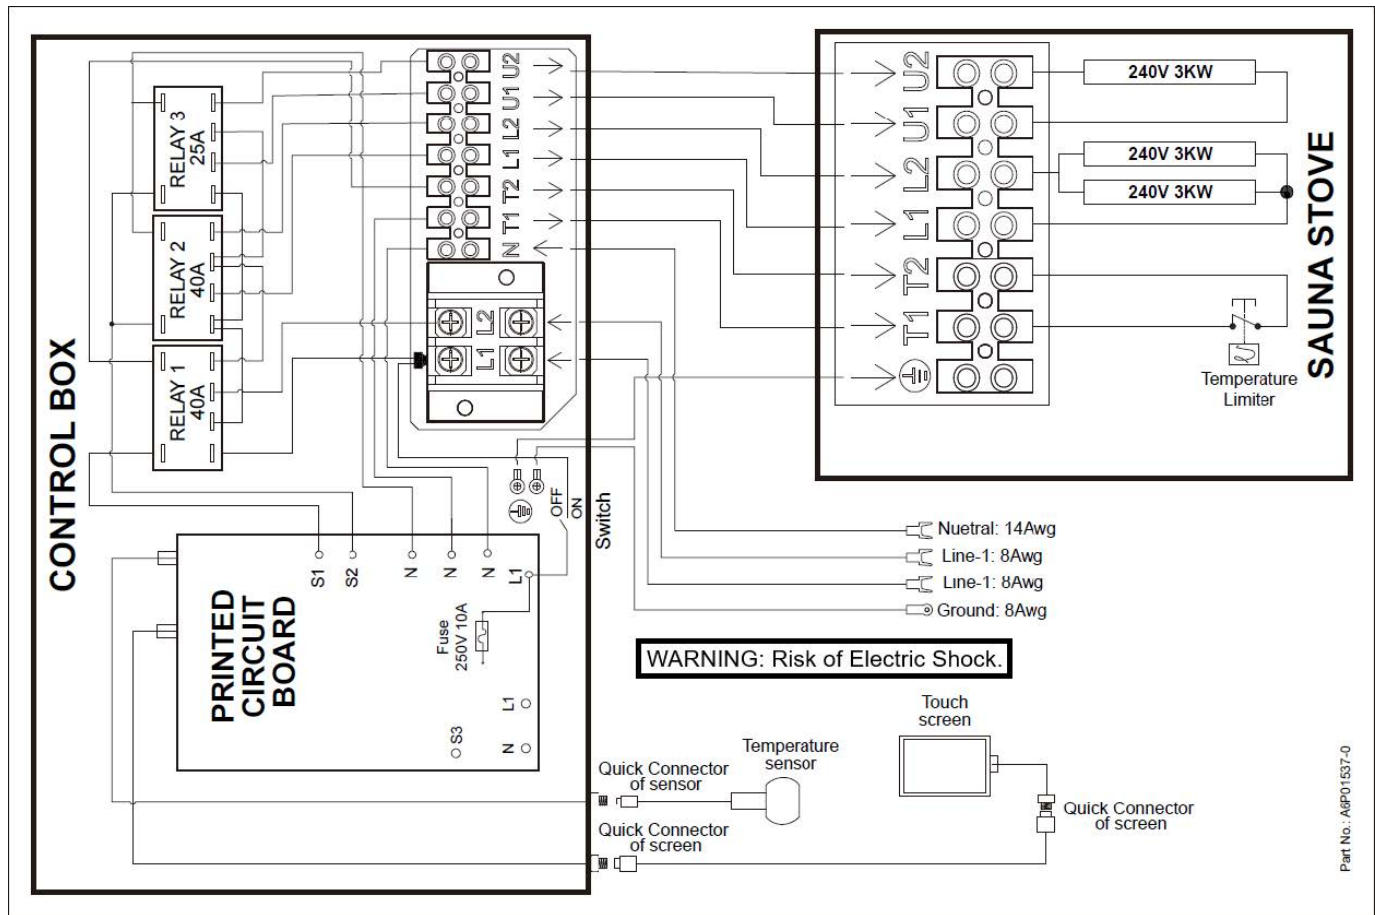 CONTROL BOX
RELAY 3
25A
RELAY 2
40A
RELAY 1
40A
U2
U1
L2
L1
T2
T1
N
L2
L1
OFF
ON
Switch
PRINTED
CIRCUIT
BOARD
S1
S2
N
N
N
L1
Fuse
250V 10A
L1
S3
N
SAUNA STOVE
U2
U1
L2
L1
T2
T1
240V 3KW
240V 3KW
240V 3KW
Temperature
Limiter
Nuetral: 14Awg
Line-1: 8Awg
Line-1: 8Awg
Ground: 8Awg
WARNING: Risk of Electric Shock.
Touch
screen
Temperature
sensor
Quick Connector
of sensor
Quick Connector
of screen
Quick Connector
of screen
Part No.: A6P01537-0